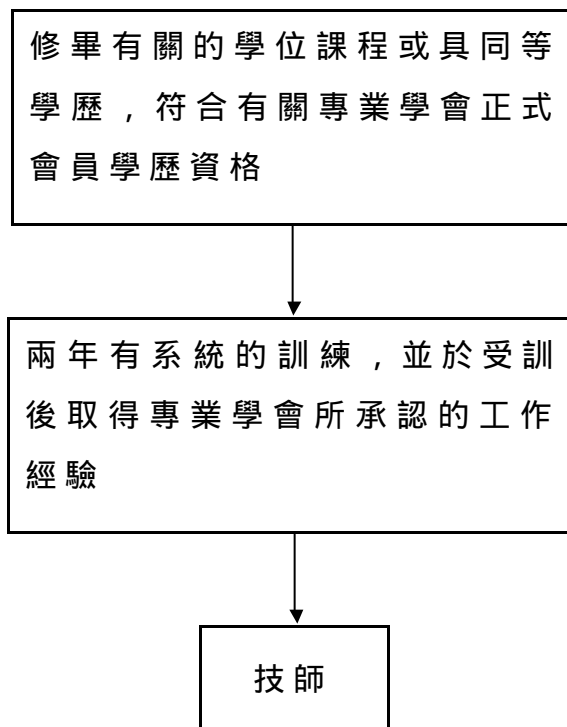 修畢有關的學位課程或具同等
學歷，符合有關專業學會正式
會員學歷資格
兩年有系統的訓練，並於受訓
後取得專業學會所承認的工作
經驗
技師